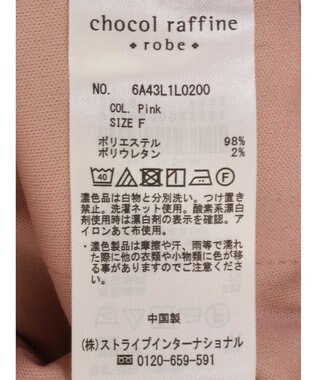 chocol raffine
robe
NO. 6A43L1L0200
COL. Pink
SIZE F
ポリエステル 98%
ポリウレタン 2%
40
F
濃色品は白物と分別洗い。つけ置き
禁止。洗濯ネット使用。酸素系漂白
剤使用時は漂白剤の表示を確認。ア
イロンあて布使用。
・濃色製品は摩擦や汗、雨等で濡れ
た際に他の衣類や小物類に色が移
る事がありますのでご注意くださ
い。
中国製
(株)ストライプインターナショナル
0120-659-591